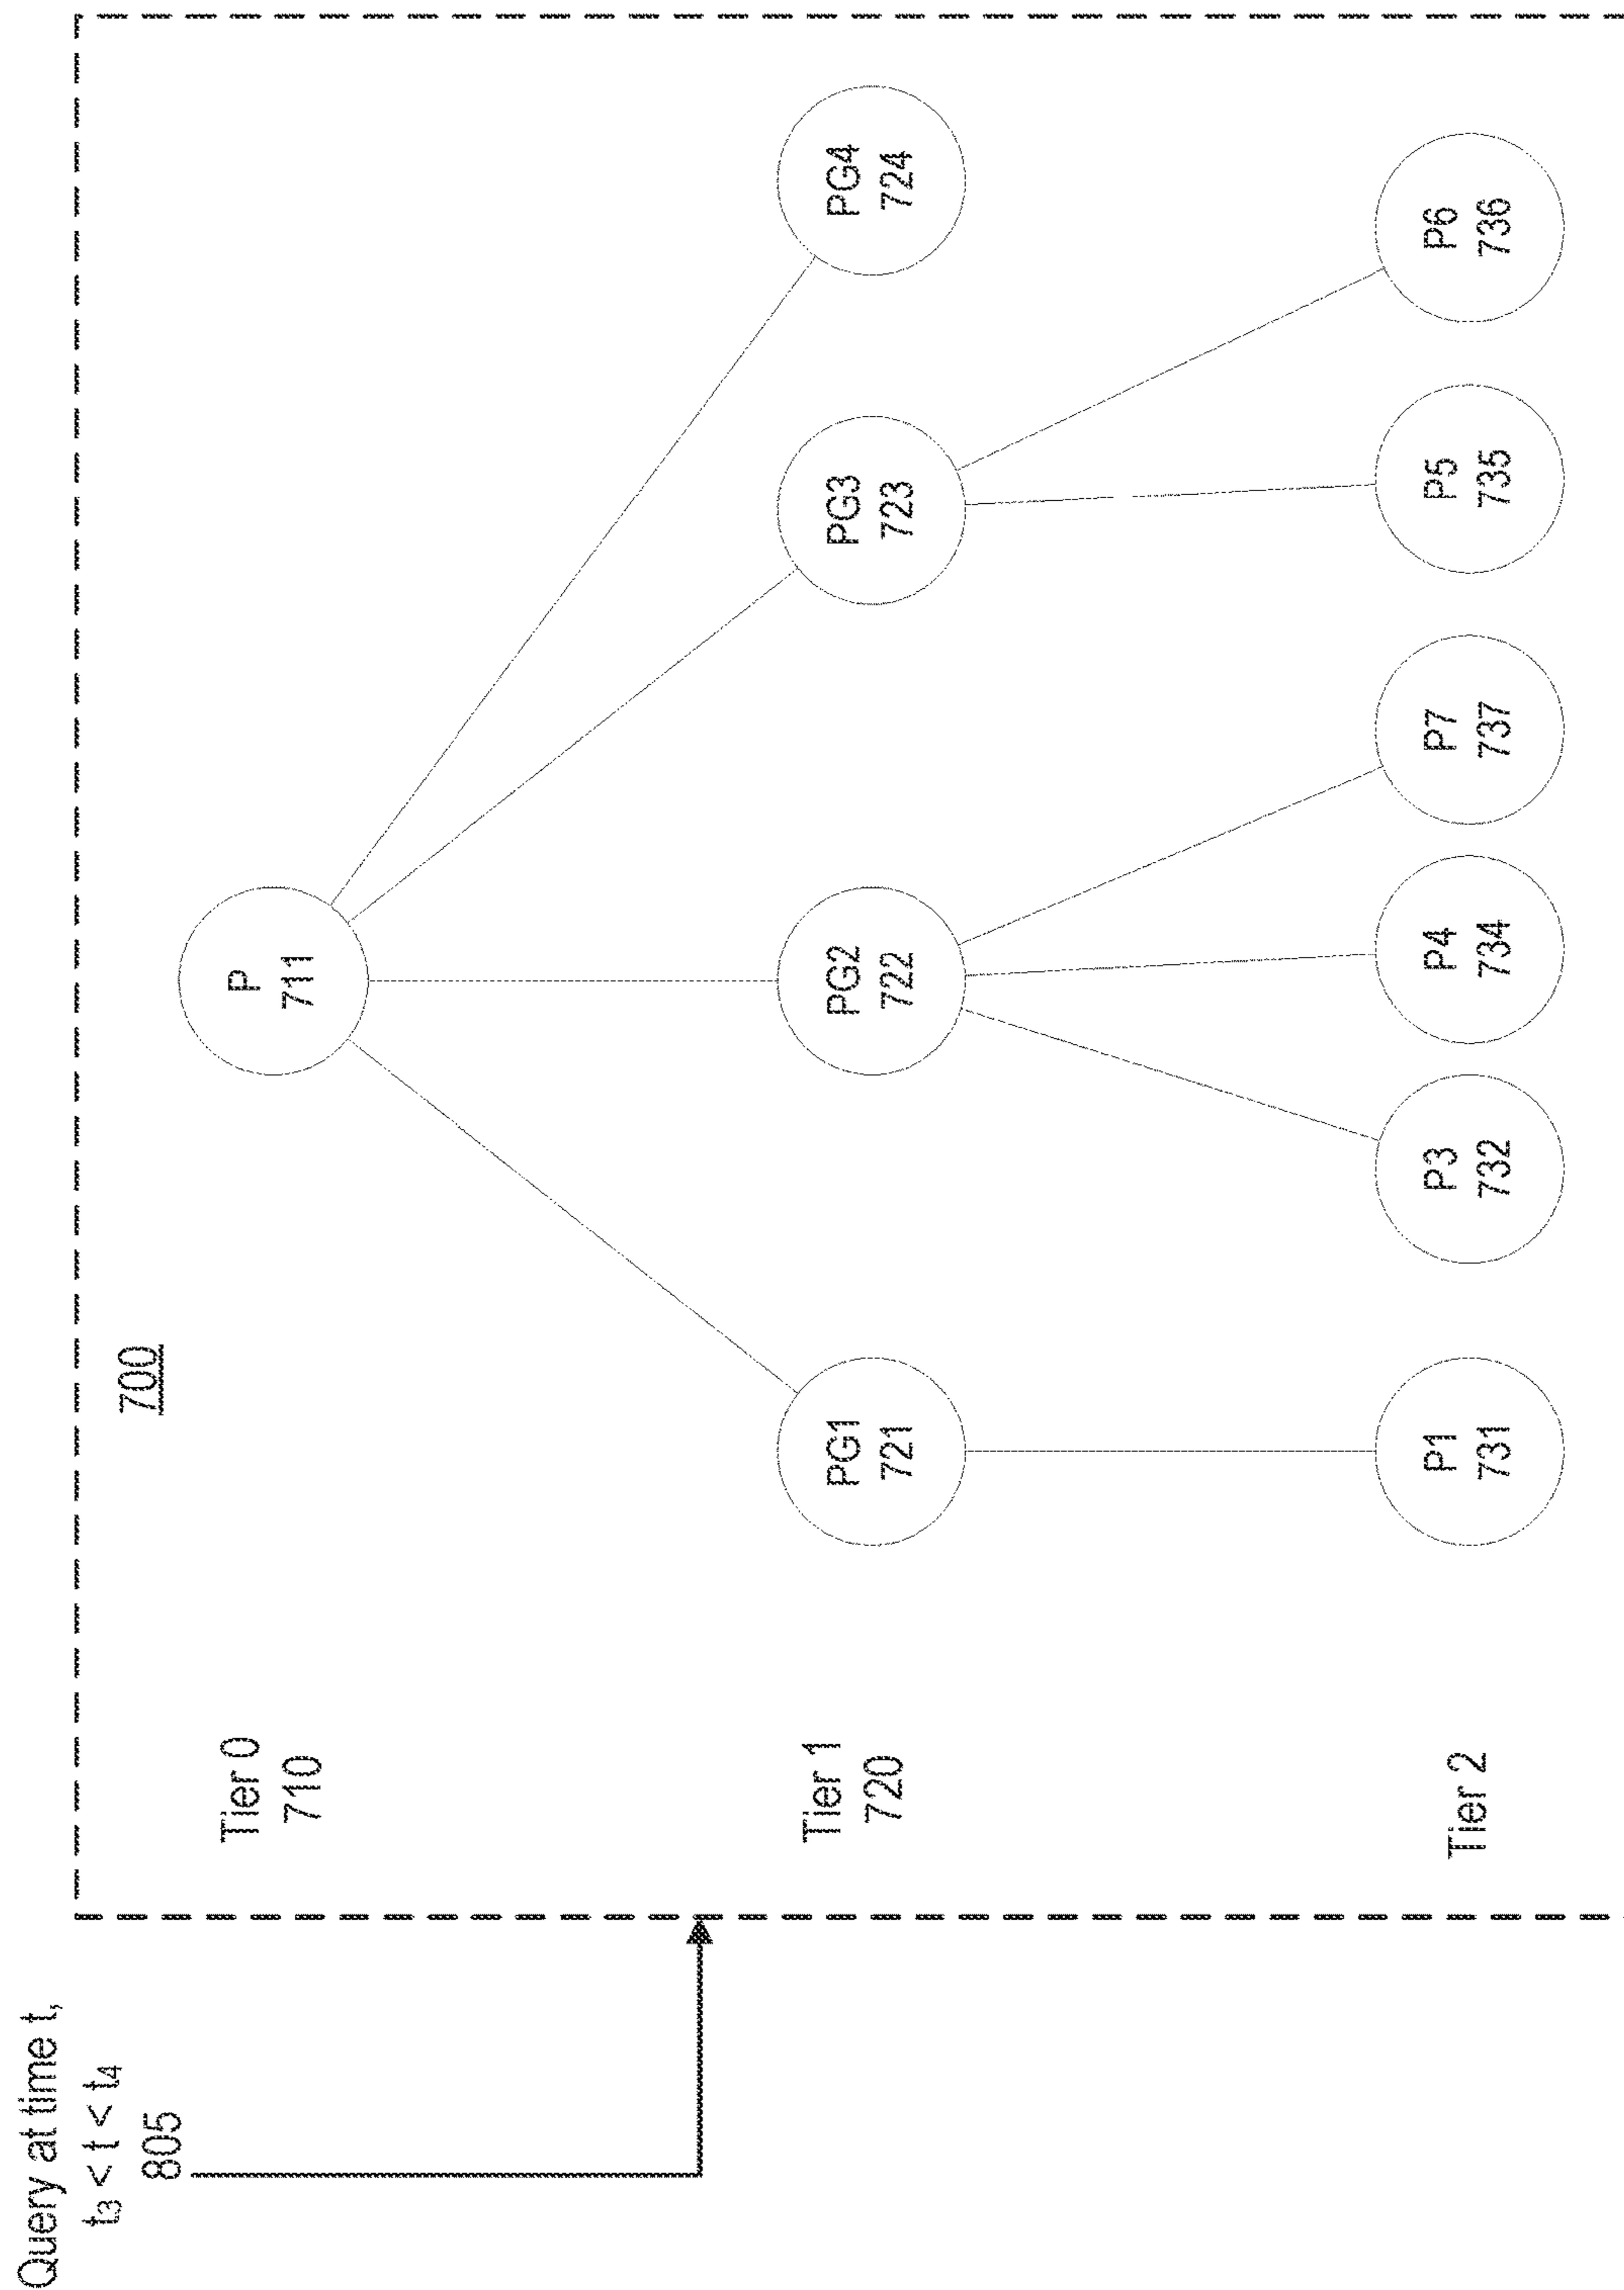 Query at time t,
t3 < t < t4
805
700
Tier 0
710
P
711
Tier 1
720
PG1
721
PG2
722
PG3
723
PG4
724
Tier 2
P1
731
P3
732
P4
734
P7
737
P5
735
P6
736